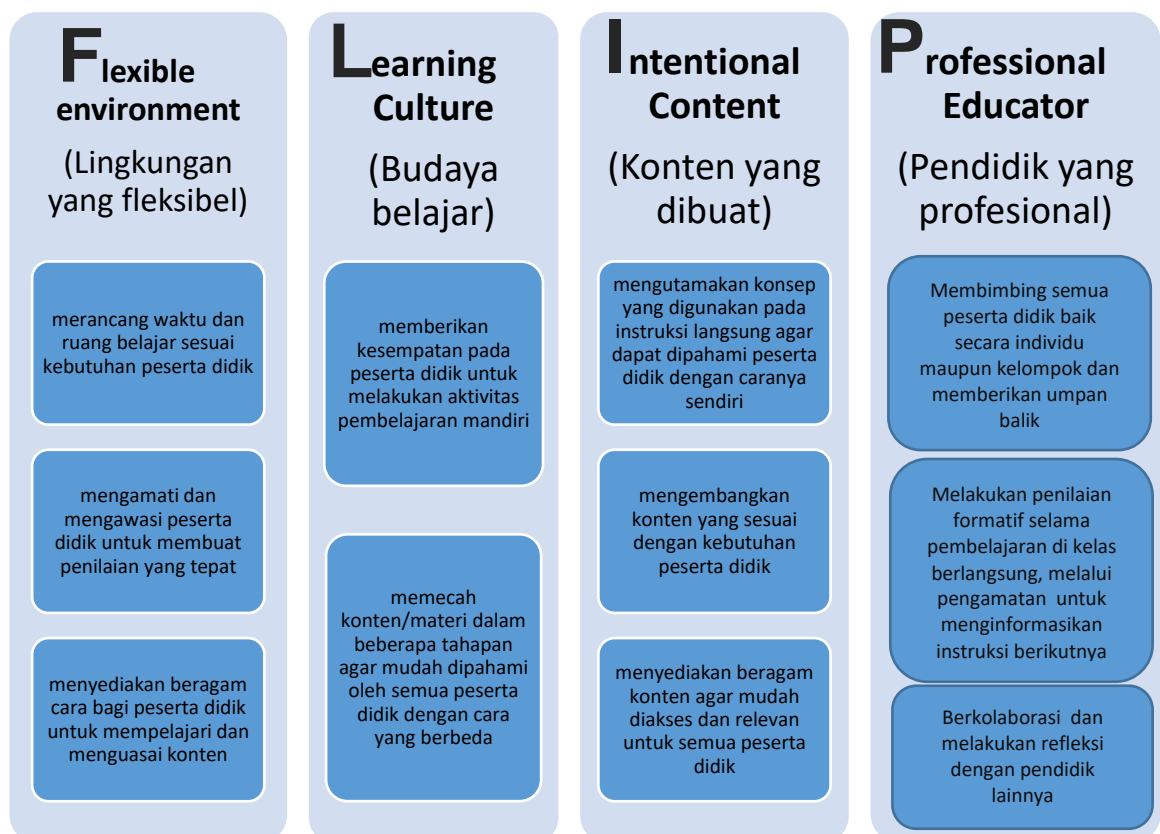 Flexible
environment
(Lingkungan
yang fleksibel)
merancang waktu dan
ruang belajar sesuai
kebutuhan peserta didik
mengamati dan
mengawasi peserta
didik untuk membuat
penilaian yang tepat
menyediakan beragam
cara bagi peserta didik
untuk mempelajari dan
menguasai konten
Learning
Culture
(Budaya
belajar)
memberikan
kesempatan pada
peserta didik untuk
melakukan aktivitas
pembelajaran mandiri
memecah
konten/materi dalam
beberapa tahapan
agar mudah dipahami
oleh semua peserta
didik dengan cara
yang berbeda
Intentional
Content
(Konten yang
dibuat)
mengutamakan konsep
yang digunakan pada
instruksi langsung agar
dapat dipahami peserta
didik dengan caranya
sendiri
mengembangkan
konten yang sesuai
dengan kebutuhan
peserta didik
menyediakan beragam
konten agar mudah
diakses dan relevan
untuk semua peserta
didik
Professional
Educator
(Pendidik yang
profesional)
Membimbing semua
peserta didik baik
secara individu
maupun kelompok dan
memberikan umpan
balik
Melakukan penilaian
formatif selama
pembelajaran di kelas
berlangsung, melalui
pengamatan untuk
menginformasikan
instruksi berikutnya
Berkolaborasi dan
melakukan refleksi
dengan pendidik
lainnya